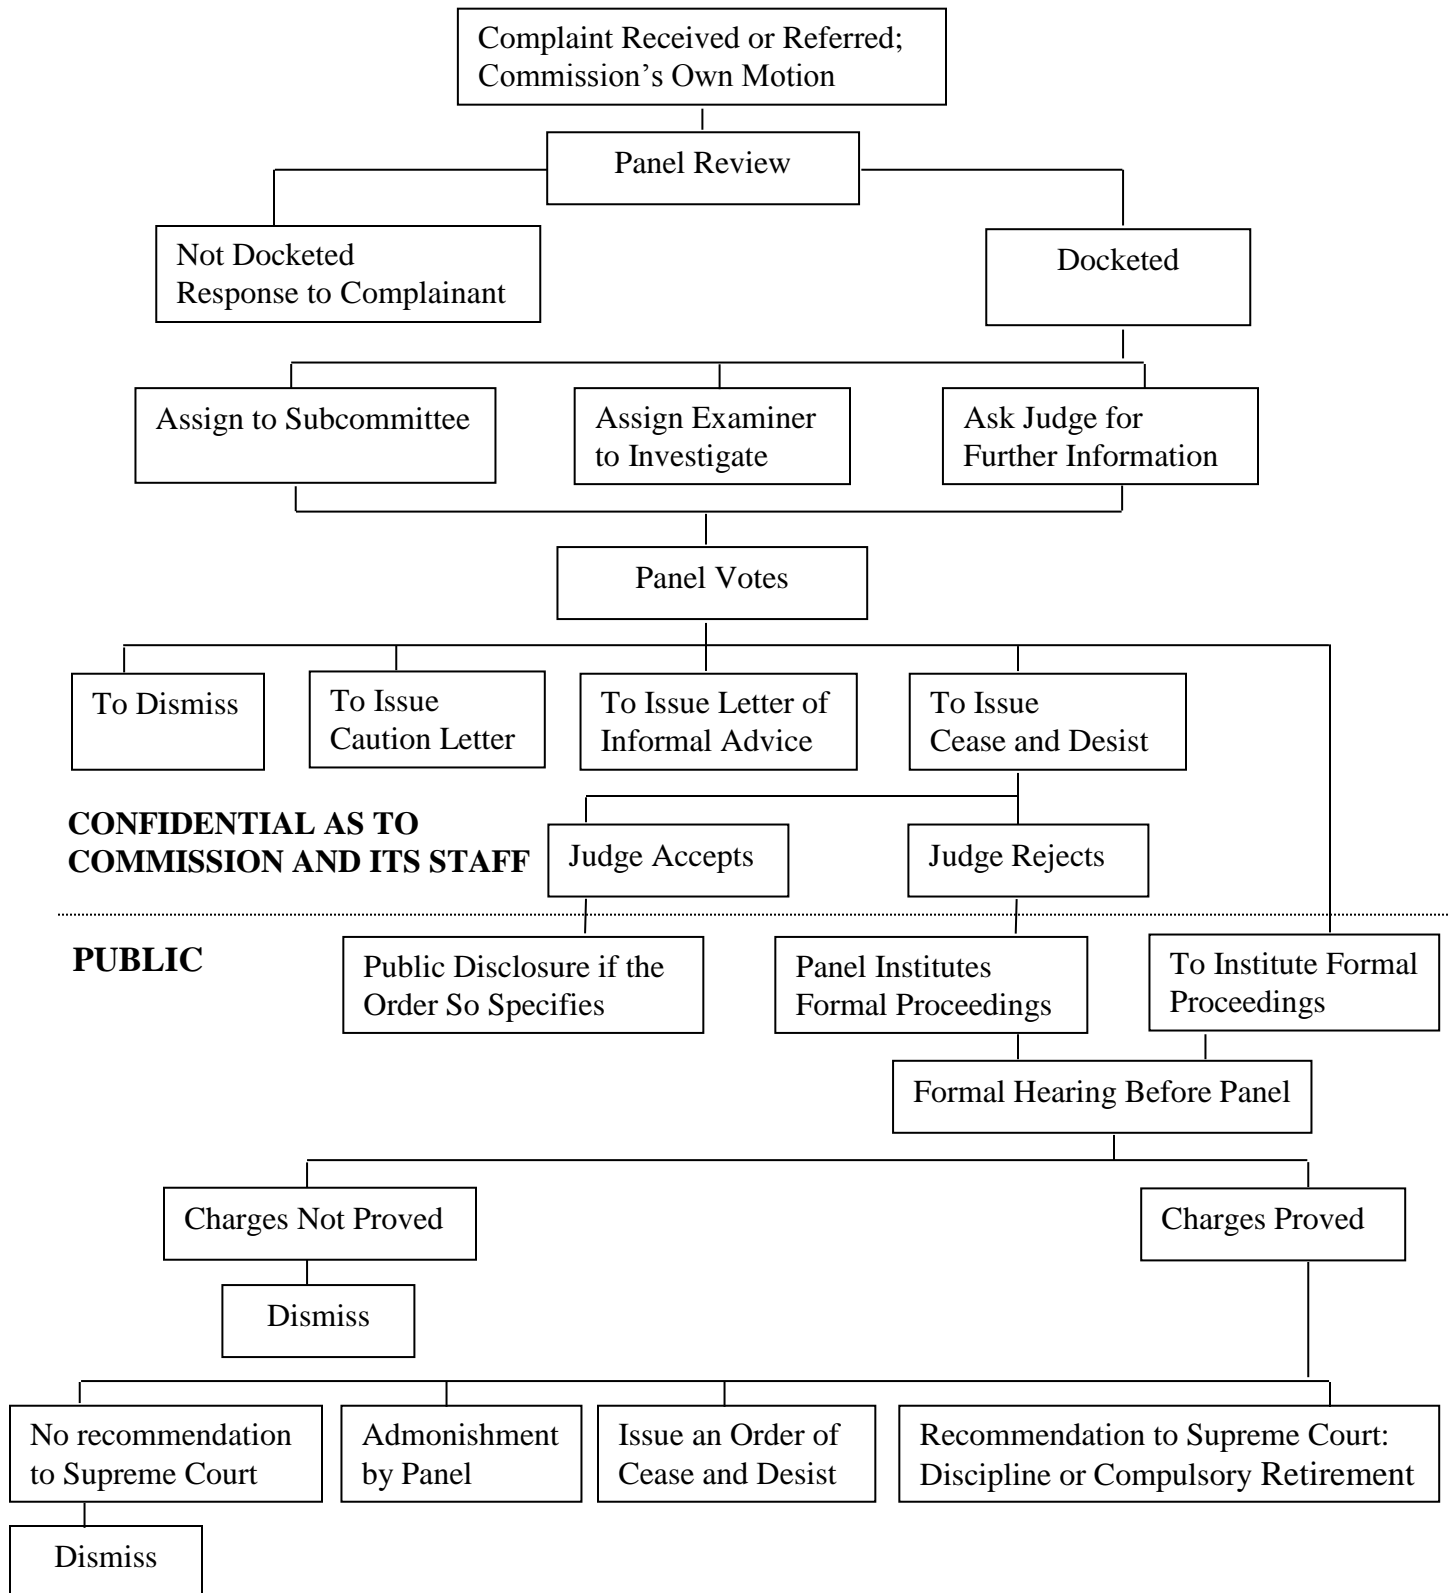 Complaint Received or Referred;
Commission’s Own Motion
Panel Review
Not Docketed
Response to Complainant
Docketed
Assign to Subcommittee
Assign Examiner
to Investigate
Ask Judge for
Further Information
Panel Votes
To Dismiss
To Issue
Caution Letter
To Issue Letter of
Informal Advice
To Issue
Cease and Desist
CONFIDENTIAL AS TO
COMMISSION AND ITS STAFF
Judge Accepts
Judge Rejects
PUBLIC
Public Disclosure if the
Order So Specifies
Panel Institutes
Formal Proceedings
To Institute Formal
Proceedings
Formal Hearing Before Panel
Charges Not Proved
Charges Proved
Dismiss
No recommendation
to Supreme Court
Admonishment
by Panel
Issue an Order of
Cease and Desist
Recommendation to Supreme Court:
Discipline or Compulsory Retirement
Dismiss